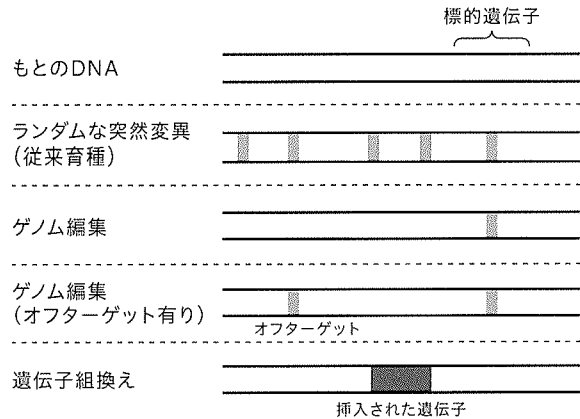 標的遺伝子
もとのDNA
ランダムな突然変異
(従来育種)
ゲノム編集
ゲノム編集
(オフターゲット有り)
オフターゲット
遺伝子組換え
挿入された遺伝子